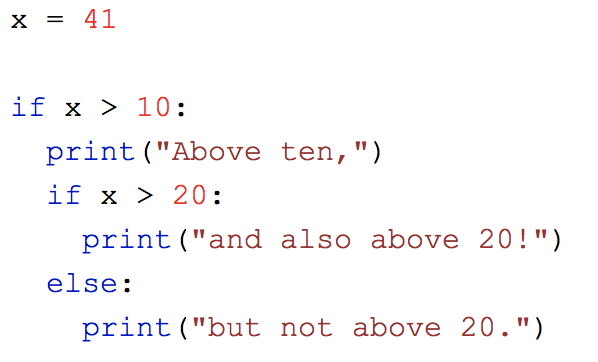 x = 41
if x > 10:
  print("Above ten,")
  if x > 20:
    print("and also above 20!")
  else:
    print("but not above 20.")